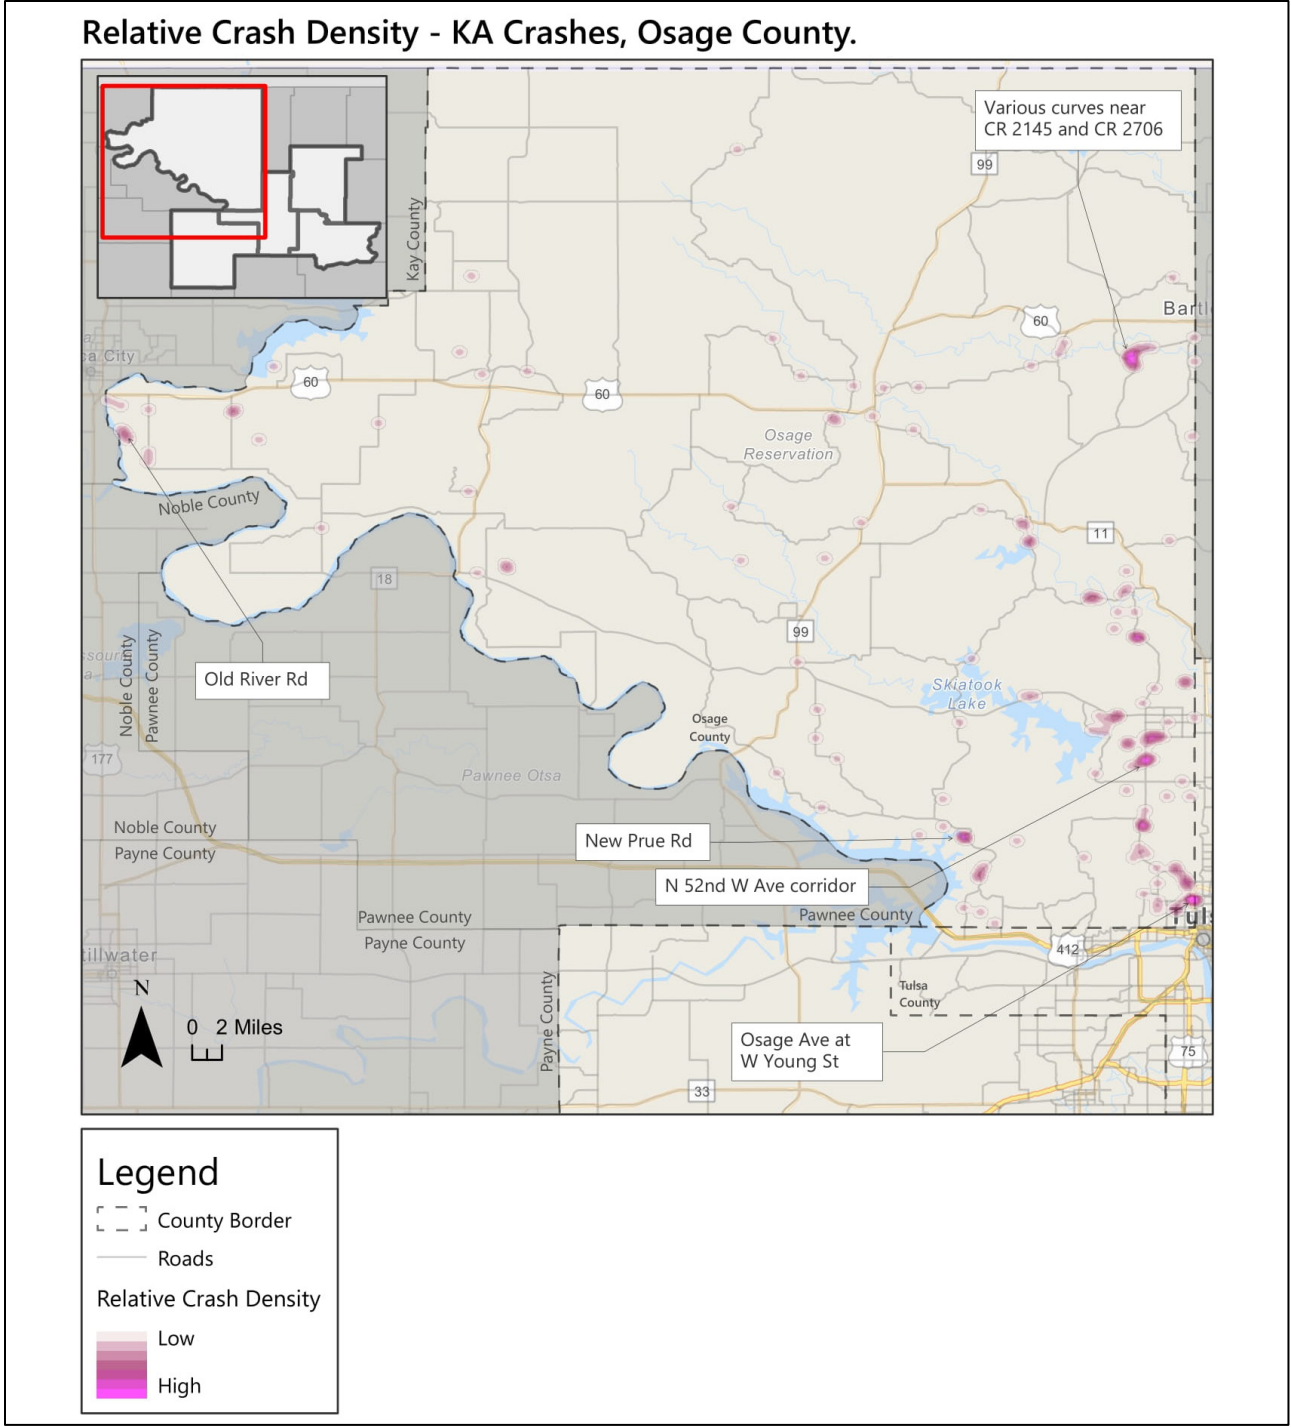 Relative Crash Density - KA Crashes, Osage County.
Various curves near
CR 2145 and CR 2706
99
Kay County
60
Bartl
ca City
60
60
Osage
Reservation
Noble County
11
18
99
Noble County
Pawnee County
Old River Rd
Skiatook
Lake
Osage
County
177
Pawnee Otsa
Noble County
Payne County
New Prue Rd
N 52nd W Ave corridor
Pawnee County
Payne County
Pawnee County
Tuls
tillwater
412
N
Payne County
Tulsa
County
0 2 Miles
Osage Ave at
W Young St
75
33
Legend
County Border
Roads
Relative Crash Density
Low
High